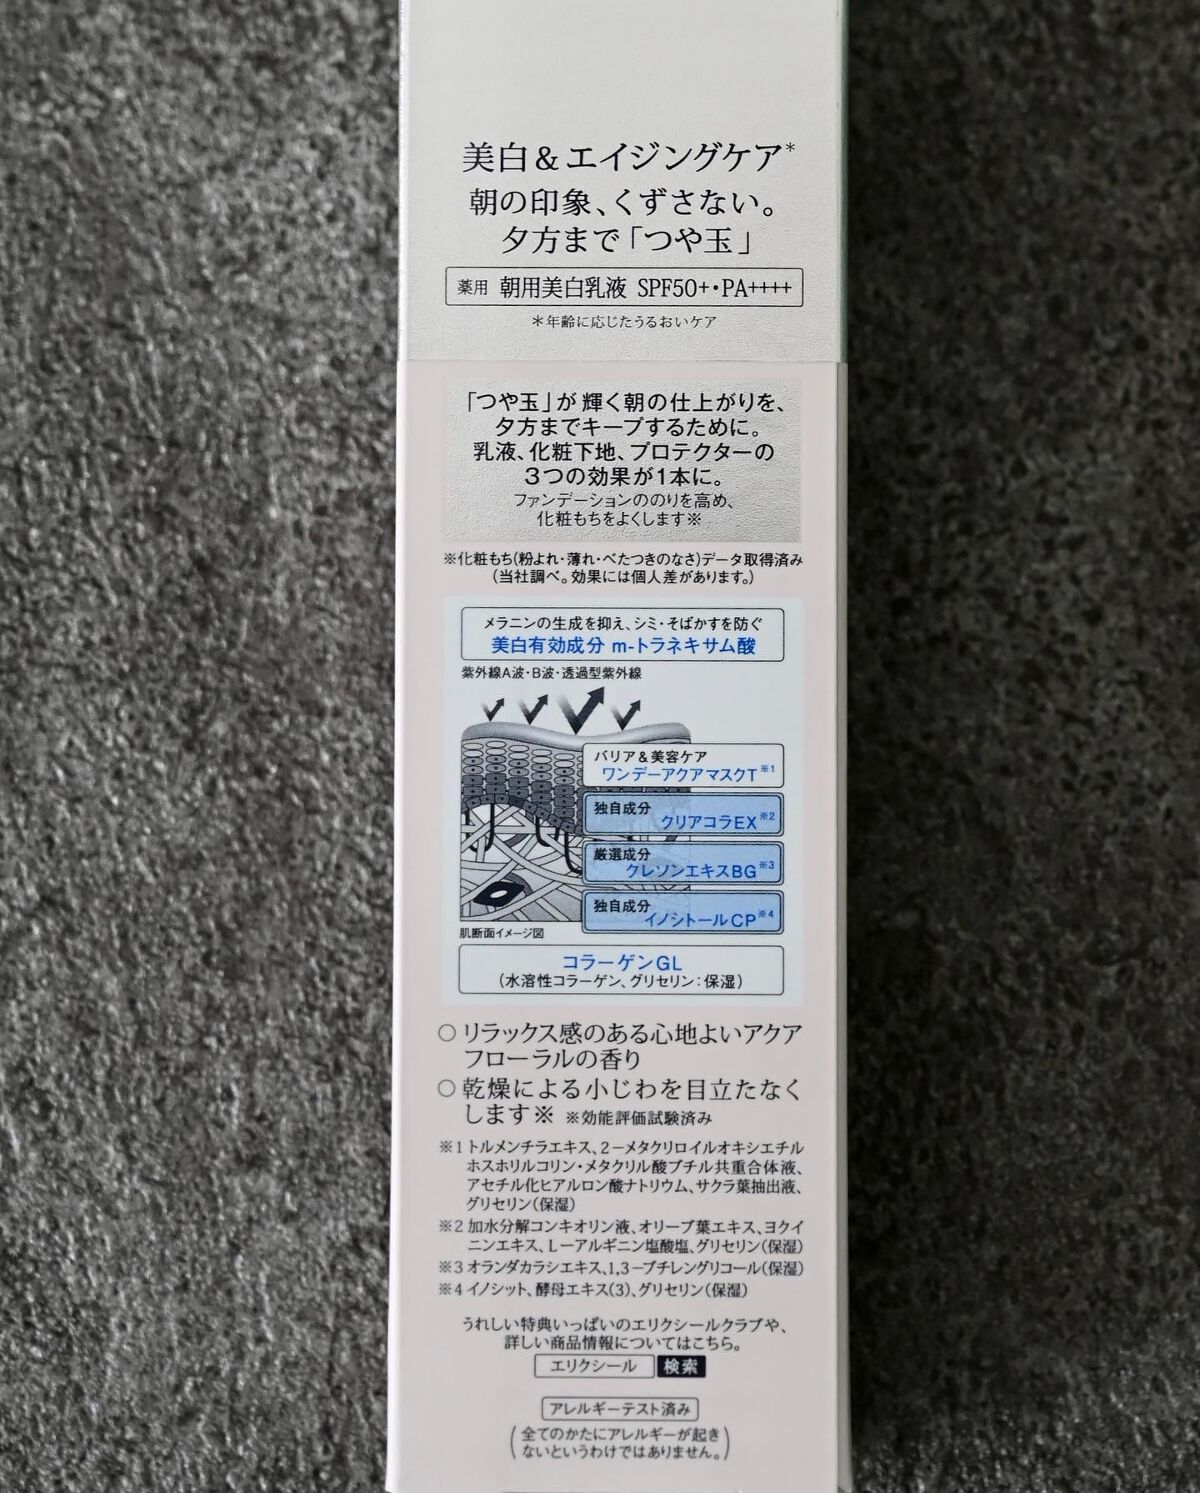 美白&エイジングケア*
朝の印象、くずさない。
夕方まで「つや玉」
薬用 朝用美白乳液 SPF50+・PA++++
*年齢に応じたうるおいケア
「つや玉」が輝く朝の仕上がりを、
夕方までキープするために。
乳液、化粧下地、プロテクターの
3つの効果が1本に。
ファンデーションののりを高め、
化粧もちをよくします※
※化粧もち(粉よれ・薄れ・べたつきのなさ)データ取得済み
(当社調べ。効果には個人差があります。)
メラニンの生成を抑え、シミ・そばかすを防ぐ
美白有効成分 m-トラネキサム酸
紫外線A波・B波・透過型紫外線
バリア&美容ケア
ワンデーアクアマスクT※1
独自成分
クリアコラEX※2
厳選成分
クレソンエキスBG※3
独自成分
イノシトールCP※4
肌断面イメージ図
コラーゲンGL
(水溶性コラーゲン、グリセリン:保湿)
○リラックス感のある心地よいアクア
フローラルの香り
○乾燥による小じわを目立たなく
します※ ※効能評価試験済み
※1トルメンチラエキス、2-メタクリロイルオキシエチル
ホスホリルコリン・メタクリル酸ブチル共重合体液、
アセチル化ヒアルロン酸ナトリウム、サクラ葉抽出液、
グリセリン(保湿)
※2加水分解コンキオリン液、オリーブ葉エキス、ヨクイ
ニンエキス、L-アルギニン塩酸塩、グリセリン(保湿)
※3オランダカラシエキス、1,3-ブチレングリコール(保湿)
※4イノシット、酵母エキス(3)、グリセリン(保湿)
うれしい特典いっぱいのエリクシールクラブや、
詳しい商品情報についてはこちら。
エリクシール 検索
アレルギーテスト済み
(全てのかたにアレルギーが起き
ないというわけではありません。)